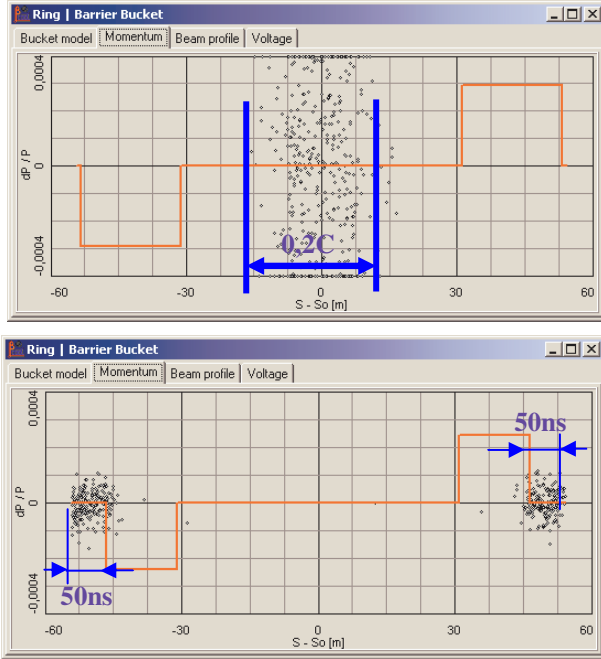 Ring | Barrier Bucket
Bucket model Momentum Beam profile Voltage
0,0004
dP / P
0
-0,0004
0,2C
-60 -30 0 30 60
S - So [m]
Ring | Barrier Bucket
Bucket model Momentum Beam profile Voltage
0,0004
dP / P
0
-0,0004
50ns
50ns
-60 -30 0 30 60
S - So [m]